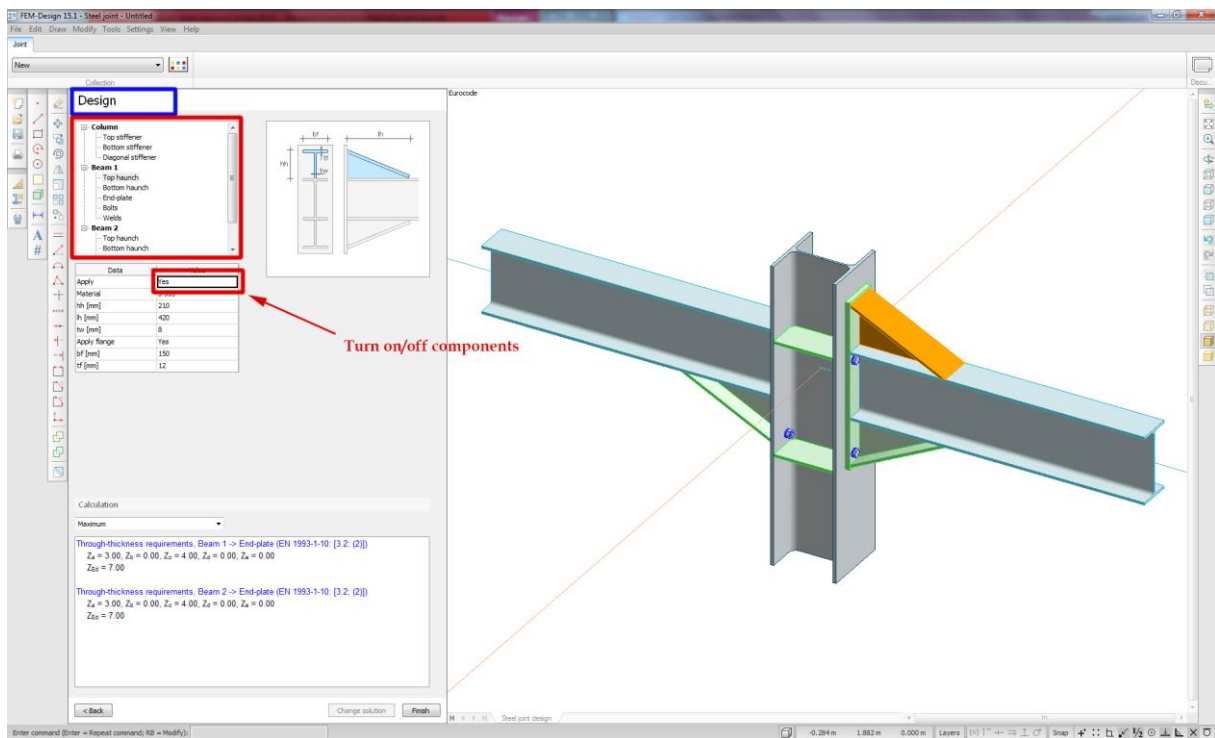 FEM-Design 15.1 - Steel joint - Untitled
File Edit Draw Modify Tools Settings View Help
Joint
New
Collection
Docu...
Design
Eurocode
Column
Top stiffener
Bottom stiffener
Diagonal stiffener
Beam 1
Top haunch
Bottom haunch
End-plate
Bolts
Welds
Beam 2
Top haunch
Bottom haunch
bf
lh
hh
tf
tw
Data
Apply Yes
Material
hh [mm] 210
lh [mm] 420
tw [mm] 8
Apply flange Yes
bf [mm] 150
tf [mm] 12
Turn on/off components
Calculation
Maximum
Through-thickness requirements, Beam 1 -> End-plate (EN 1993-1-10: [3.2; (2)])
Za = 3.00, Zb = 0.00, Zc = 4.00, Zd = 0.00, Ze = 0.00
ZEd = 7.00
Through-thickness requirements, Beam 2 -> End-plate (EN 1993-1-10: [3.2; (2)])
Za = 3.00, Zb = 0.00, Zc = 4.00, Zd = 0.00, Ze = 0.00
ZEd = 7.00
< Back
Change solution
Finish
Steel joint design
Enter command (Enter = Repeat command; RB = Modify):
-0.284 m 1.882 m 0.000 m Layers Snap